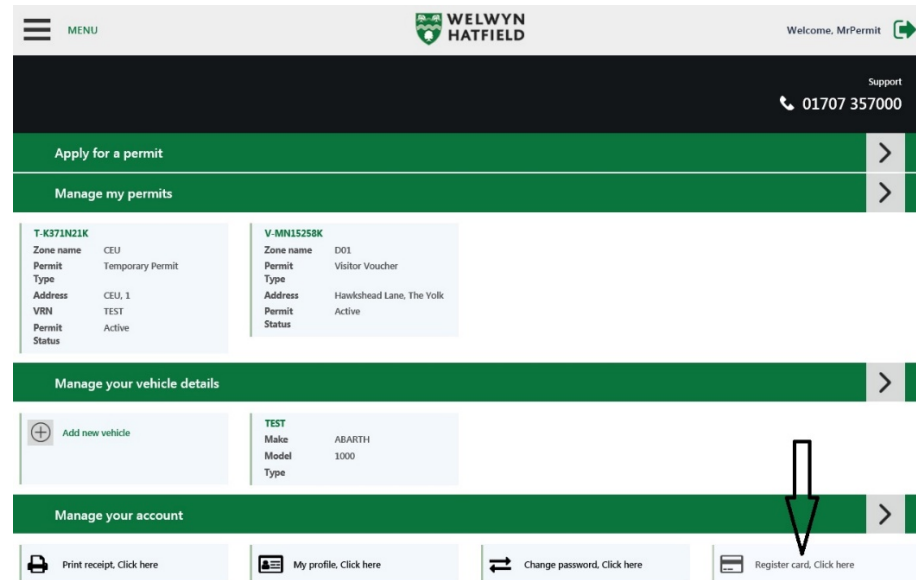 MENU
WELWYN
HATFIELD
Welcome, MrPermit
Support
01707 357000
Apply for a permit
Manage my permits
T-K371N21K
Zone name CEU
Permit Type Temporary Permit
Address CEU, 1
VRN TEST
Permit Status Active
V-MN15258K
Zone name D01
Permit Type Visitor Voucher
Address Hawkshead Lane, The Yolk
Permit Status Active
Manage your vehicle details
Add new vehicle
TEST
Make ABARTH
Model 1000
Type
Manage your account
Print receipt, Click here
My profile, Click here
Change password, Click here
Register card, Click here